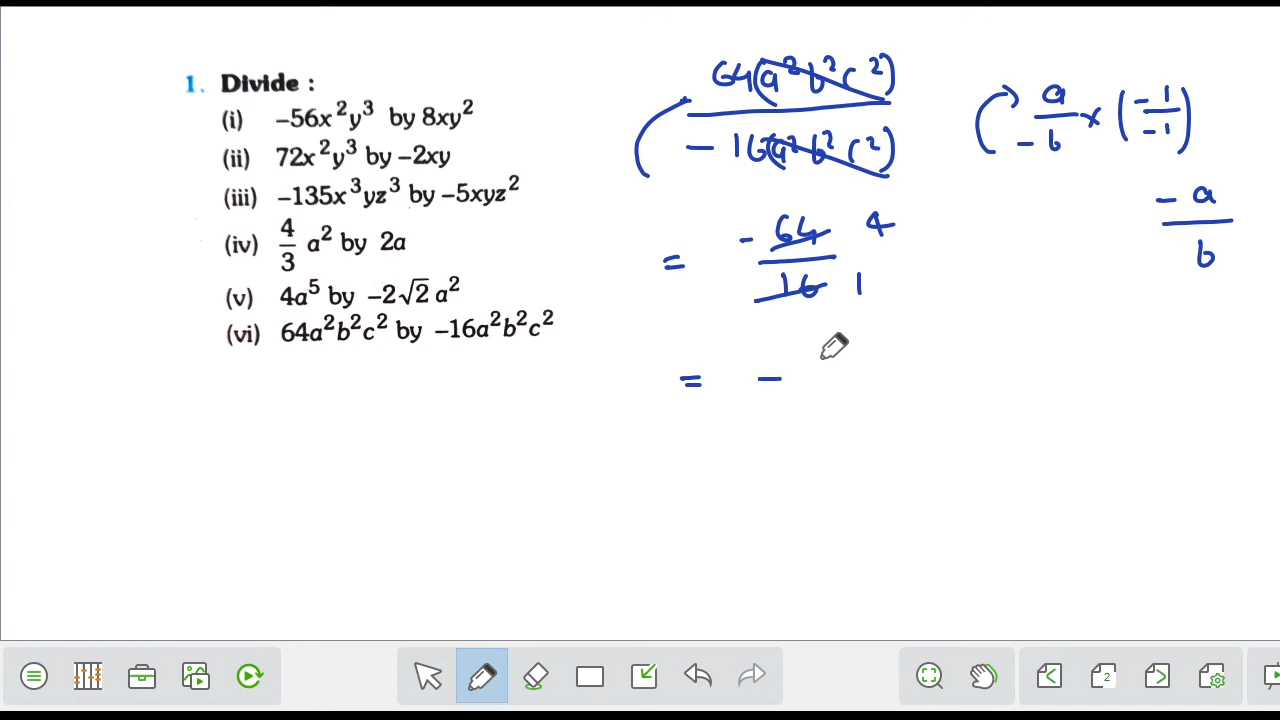 1. Divide :
(i) -56x²y³ by 8xy²
(ii) 72x²y³ by -2xy
(iii) -135x³yz³ by -5xyz²
(iv) 4/3 a² by 2a
(v) 4a⁵ by -2√2 a²
(vi) 64a²b²c² by -16a²b²c²
64(a²b²c²)
- 16(a²b²c²)
= - 64 4
16 1
= -
a/-b × (-1/-1)
- a
b
2